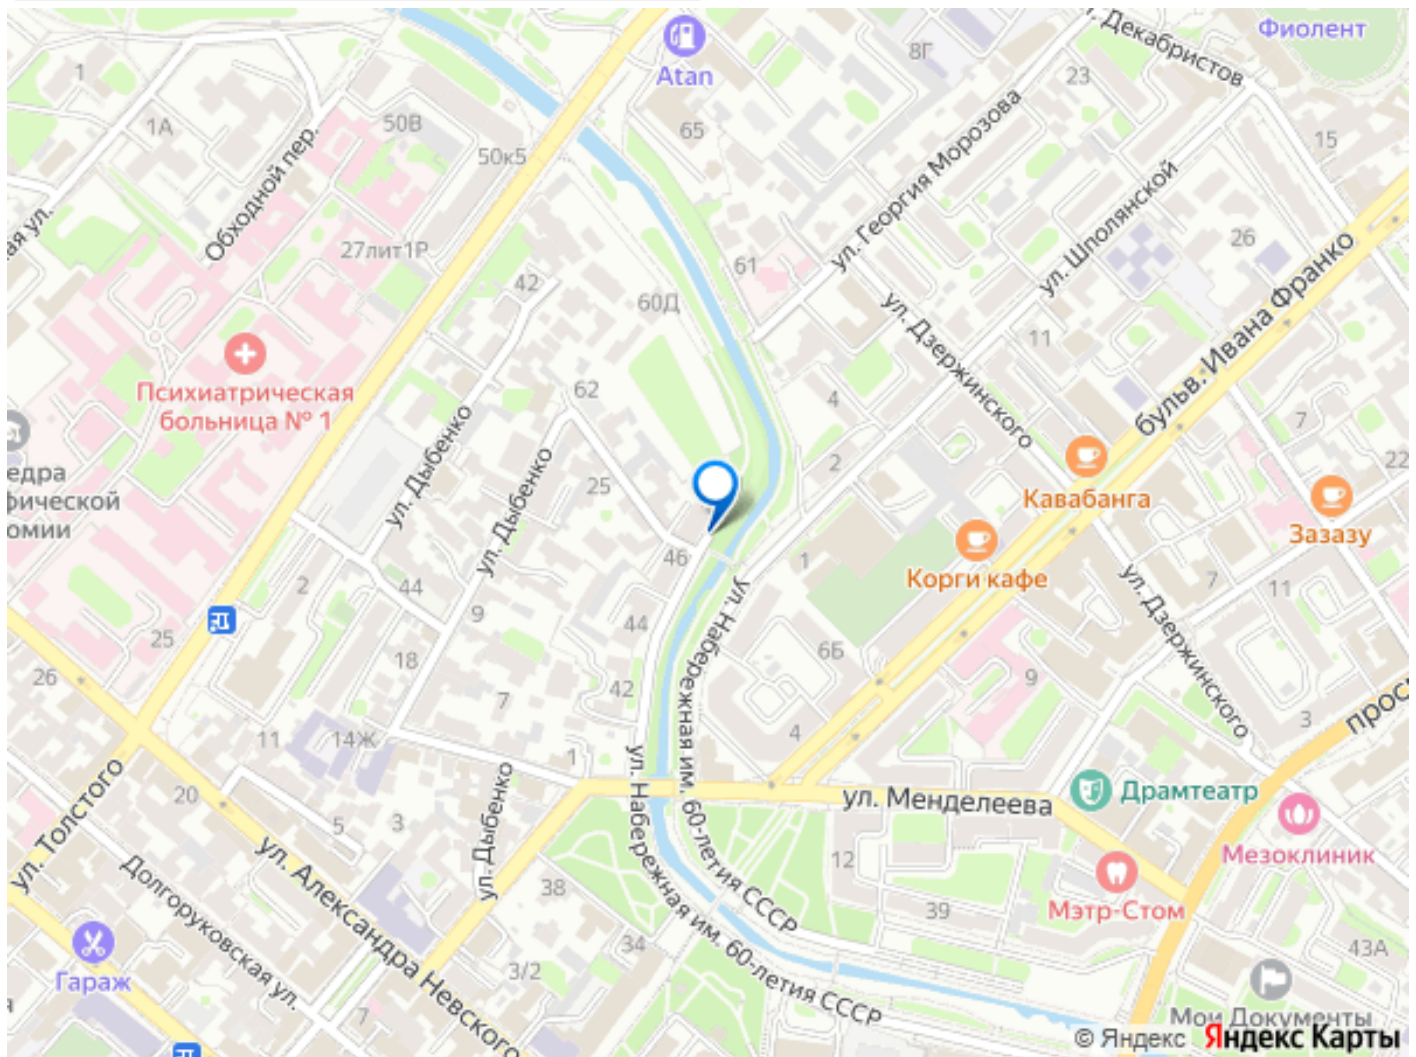 Atan
Фиолент
ул. Декабристов
8Г
23
1
1А
50В
65
50к5
15
Обходной пер.
ул. Георгия Морозова
ул. Шполянской
26
27лит1Р
61
42
60Д
ул. Дзержинского
11
бульв. Ивана Франко
Психиатрическая
больница № 1
62
4
7
ул. Дыбенко
ул. Дыбенко
25
2
22
Кавабанга
Зазазу
едра
фической
омии
46
1
Корги кафе
ул. Дзержинского
7
11
2
44
9
44
25
18
6Б
9
26
7
42
3
11
14Ж
1
4
ул. Набережная им. 60-летия СССР
ул. Набережная им. 60-летия СССР
ул. Толстого
20
5
3
ул. Дыбенко
ул. Менделеева
Драмтеатр
Мезоклиник
12
ул. Александра Невского
Долгоруковская ул.
38
39
Мэтр-Стом
34
43А
Гараж
3/2
7
Мои Документы
© Яндекс Яндекс Карты